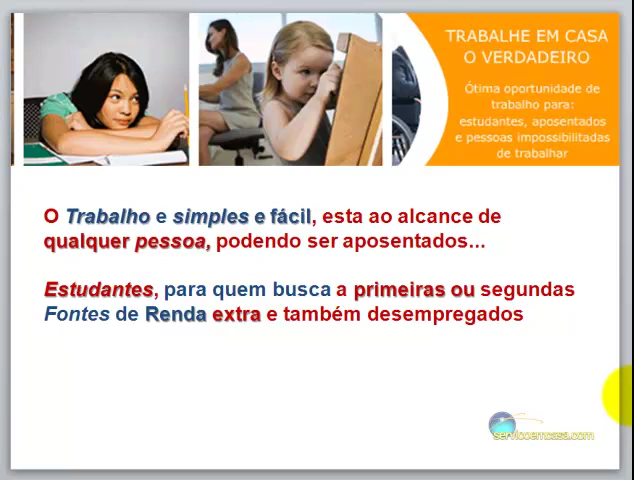 TRABALHE EM CASA
O VERDADEIRO
Ótima oportunidade de
trabalho para:
estudantes, aposentados
e pessoas impossibilitadas
de trabalhar
O Trabalho e simples e fácil, esta ao alcance de
qualquer pessoa, podendo ser aposentados...
Estudantes, para quem busca a primeiras ou segundas
Fontes de Renda extra e também desempregados
servicoemcasa.com